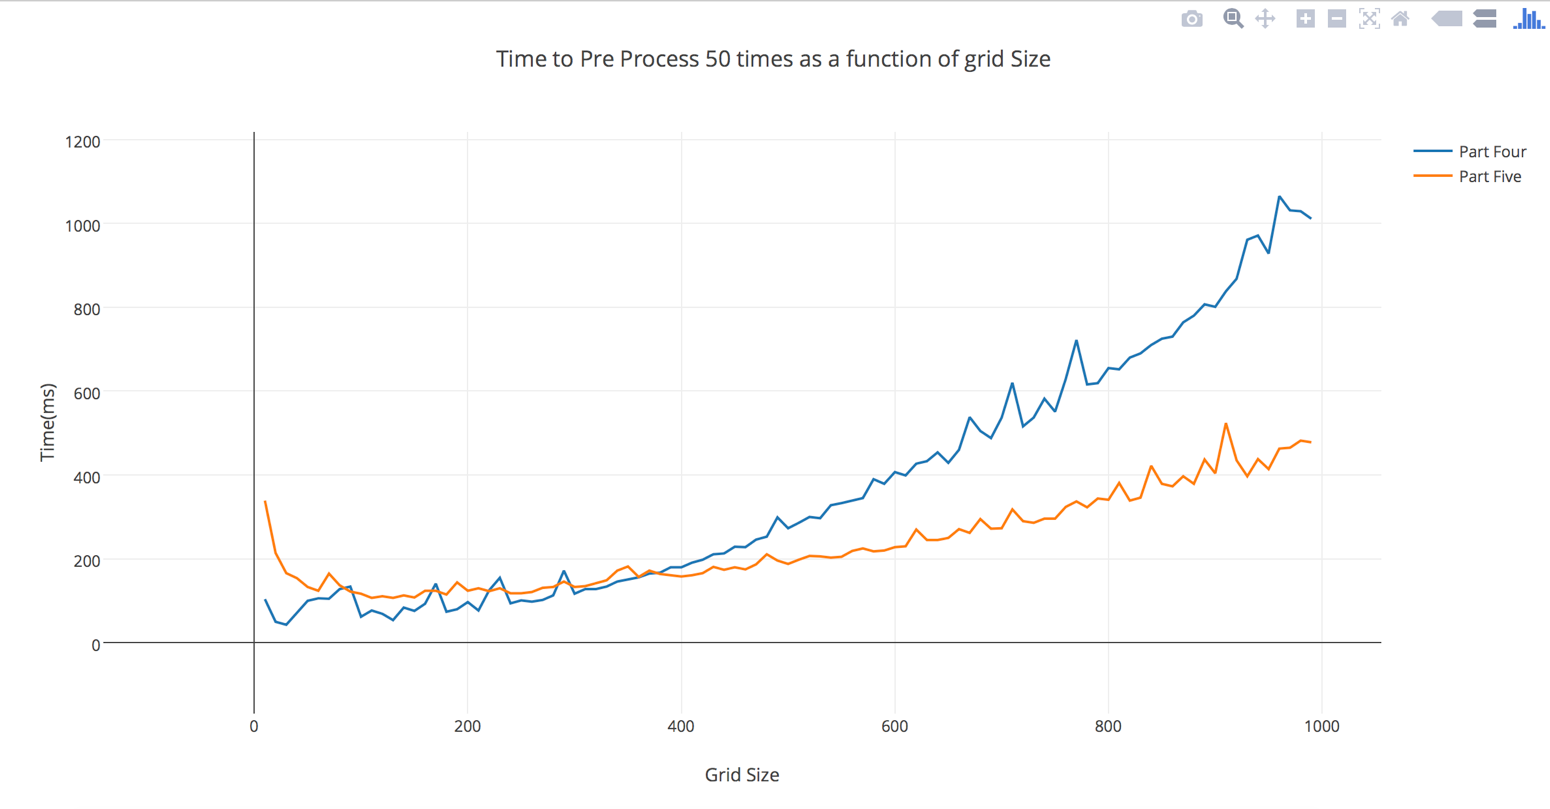 Time to Pre Process 50 times as a function of grid Size
Part Four
Part Five
1200
1000
800
600
400
200
0
Time(ms)
0 200 400 600 800 1000
Grid Size